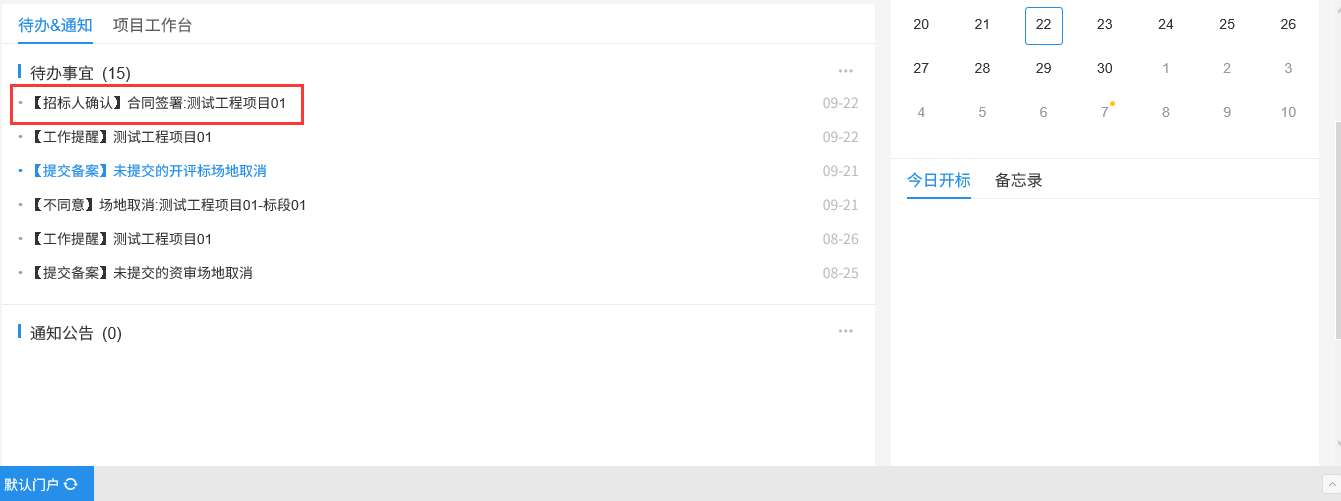 待办&通知 项目工作台
待办事宜 (15)
【招标人确认】合同签署:测试工程项目01 09-22
【工作提醒】测试工程项目01 09-22
【提交备案】未提交的开评标场地取消 09-21
【不同意】场地取消:测试工程项目01-标段01 09-21
【工作提醒】测试工程项目01 08-26
【提交备案】未提交的资审场地取消 08-25
通知公告 (0)
20 21 22 23 24 25 26
27 28 29 30 1 2 3
4 5 6 7 8 9 10
今日开标 备忘录
默认门户